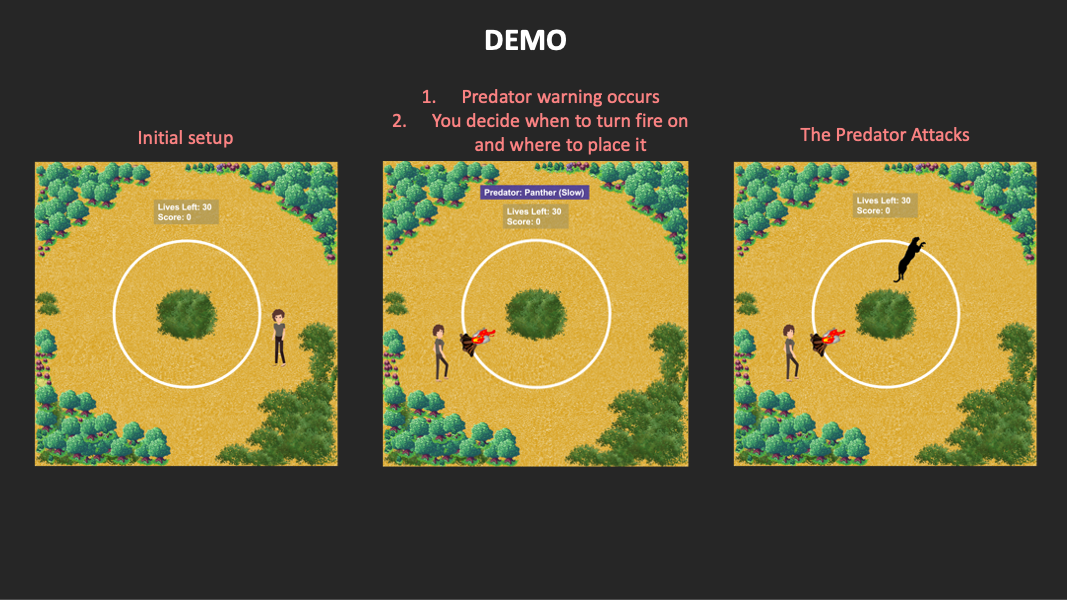 DEMO
Initial setup
1. Predator warning occurs
2. You decide when to turn fire on
and where to place it
The Predator Attacks
Lives Left: 30
Score: 0
Predator: Panther (Slow)
Lives Left: 30
Score: 0
Lives Left: 30
Score: 0